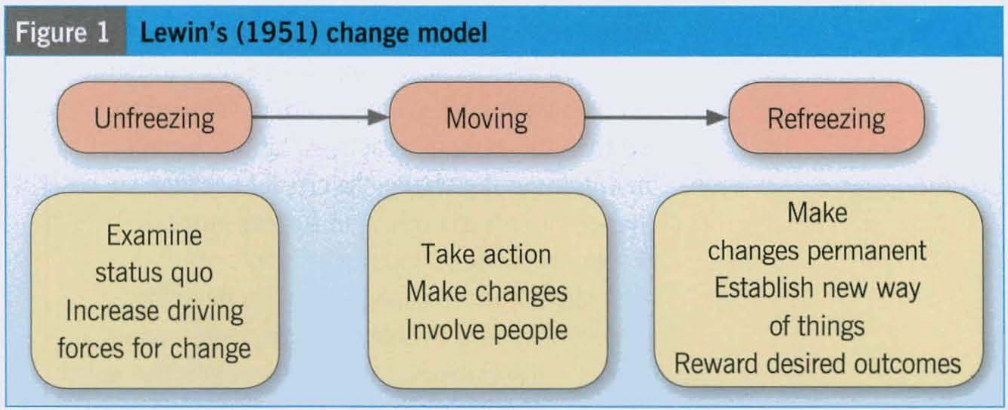 Figure 1 Lewin's (1951) change model
Unfreezing
Moving
Refreezing
Examine
status quo
Increase driving
forces for change
Take action
Make changes
Involve people
Make
changes permanent
Establish new way
of things
Reward desired outcomes